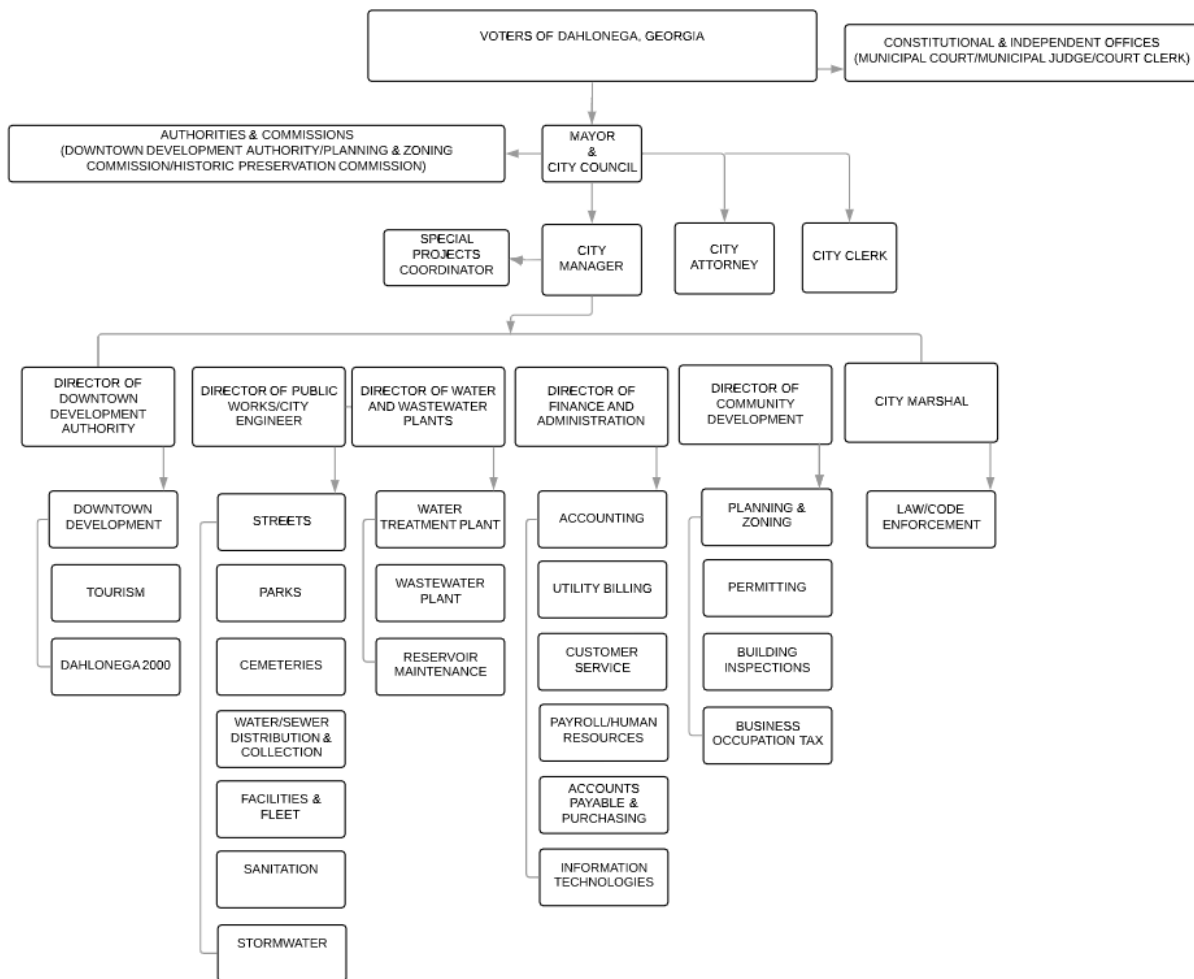 VOTERS OF DAHLONEGA, GEORGIA
CONSTITUTIONAL & INDEPENDENT OFFICES
(MUNICIPAL COURT/MUNICIPAL JUDGE/COURT CLERK)
AUTHORITIES & COMMISSIONS
(DOWNTOWN DEVELOPMENT AUTHORITY/PLANNING & ZONING
COMMISSION/HISTORIC PRESERVATION COMMISSION)
MAYOR
&
CITY COUNCIL
SPECIAL
PROJECTS
COORDINATOR
CITY
MANAGER
CITY
ATTORNEY
CITY CLERK
DIRECTOR OF
DOWNTOWN
DEVELOPMENT
AUTHORITY
DIRECTOR OF PUBLIC
WORKS/CITY
ENGINEER
DIRECTOR OF WATER
AND WASTEWATER
PLANTS
DIRECTOR OF
FINANCE AND
ADMINISTRATION
DIRECTOR OF
COMMUNITY
DEVELOPMENT
CITY MARSHAL
DOWNTOWN
DEVELOPMENT
TOURISM
DAHLONEGA 2000
STREETS
PARKS
CEMETERIES
WATER/SEWER
DISTRIBUTION &
COLLECTION
FACILITIES &
FLEET
SANITATION
STORMWATER
WATER
TREATMENT PLANT
WASTEWATER
PLANT
RESERVOIR
MAINTENANCE
ACCOUNTING
UTILITY BILLING
CUSTOMER
SERVICE
PAYROLL/HUMAN
RESOURCES
ACCOUNTS
PAYABLE &
PURCHASING
INFORMATION
TECHNOLOGIES
PLANNING &
ZONING
PERMITTING
BUILDING
INSPECTIONS
BUSINESS
OCCUPATION TAX
LAW/CODE
ENFORCEMENT